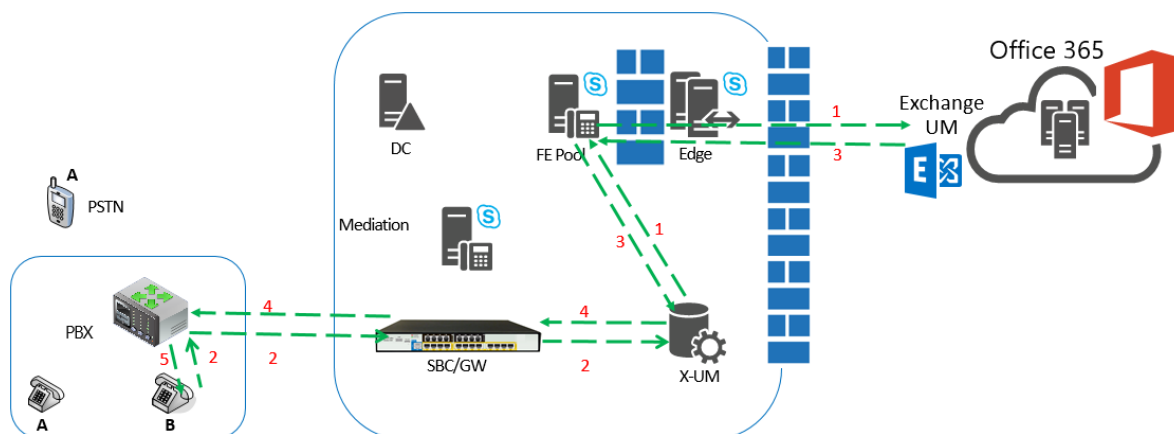 Office 365
Exchange
UM
1
3
DC
FE Pool
Edge
A
PSTN
Mediation
1
3
PBX
4
4
2
2
5
2
SBC/GW
X-UM
A
B
S
S
S
E